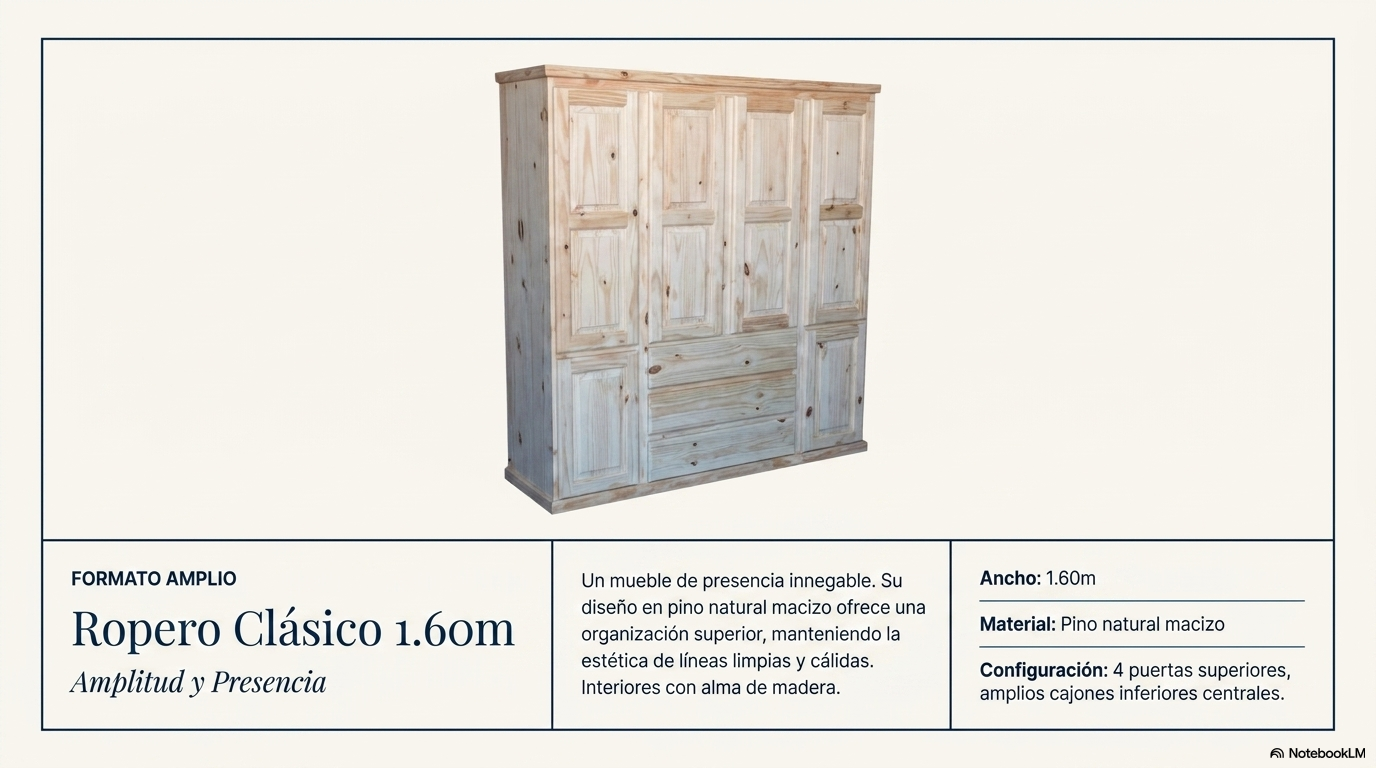 FORMATO AMPLIO
Ropero Clásico 1.60m
Amplitud y Presencia
Un mueble de presencia innegable. Su
diseño en pino natural macizo ofrece una
organización superior, manteniendo la
estética de líneas limpias y cálidas.
Interiores con alma de madera.
Ancho: 1.60m
Material: Pino natural macizo
Configuración: 4 puertas superiores,
amplios cajones inferiores centrales.
NotebookLM